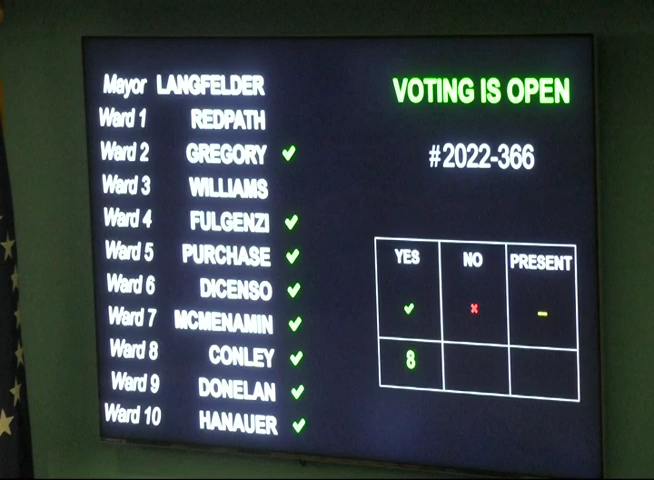 Mayor LANGFELDER
Ward 1 REDPATH
Ward 2 GREGORY ✓
Ward 3 WILLIAMS
Ward 4 FULGENZI ✓
Ward 5 PURCHASE ✓
Ward 6 DICENSO ✓
Ward 7 MCMENAMIN ✓
Ward 8 CONLEY ✓
Ward 9 DONELAN ✓
Ward 10 HANAUER ✓
VOTING IS OPEN
#2022-366
YES NO PRESENT
✓ × –
8